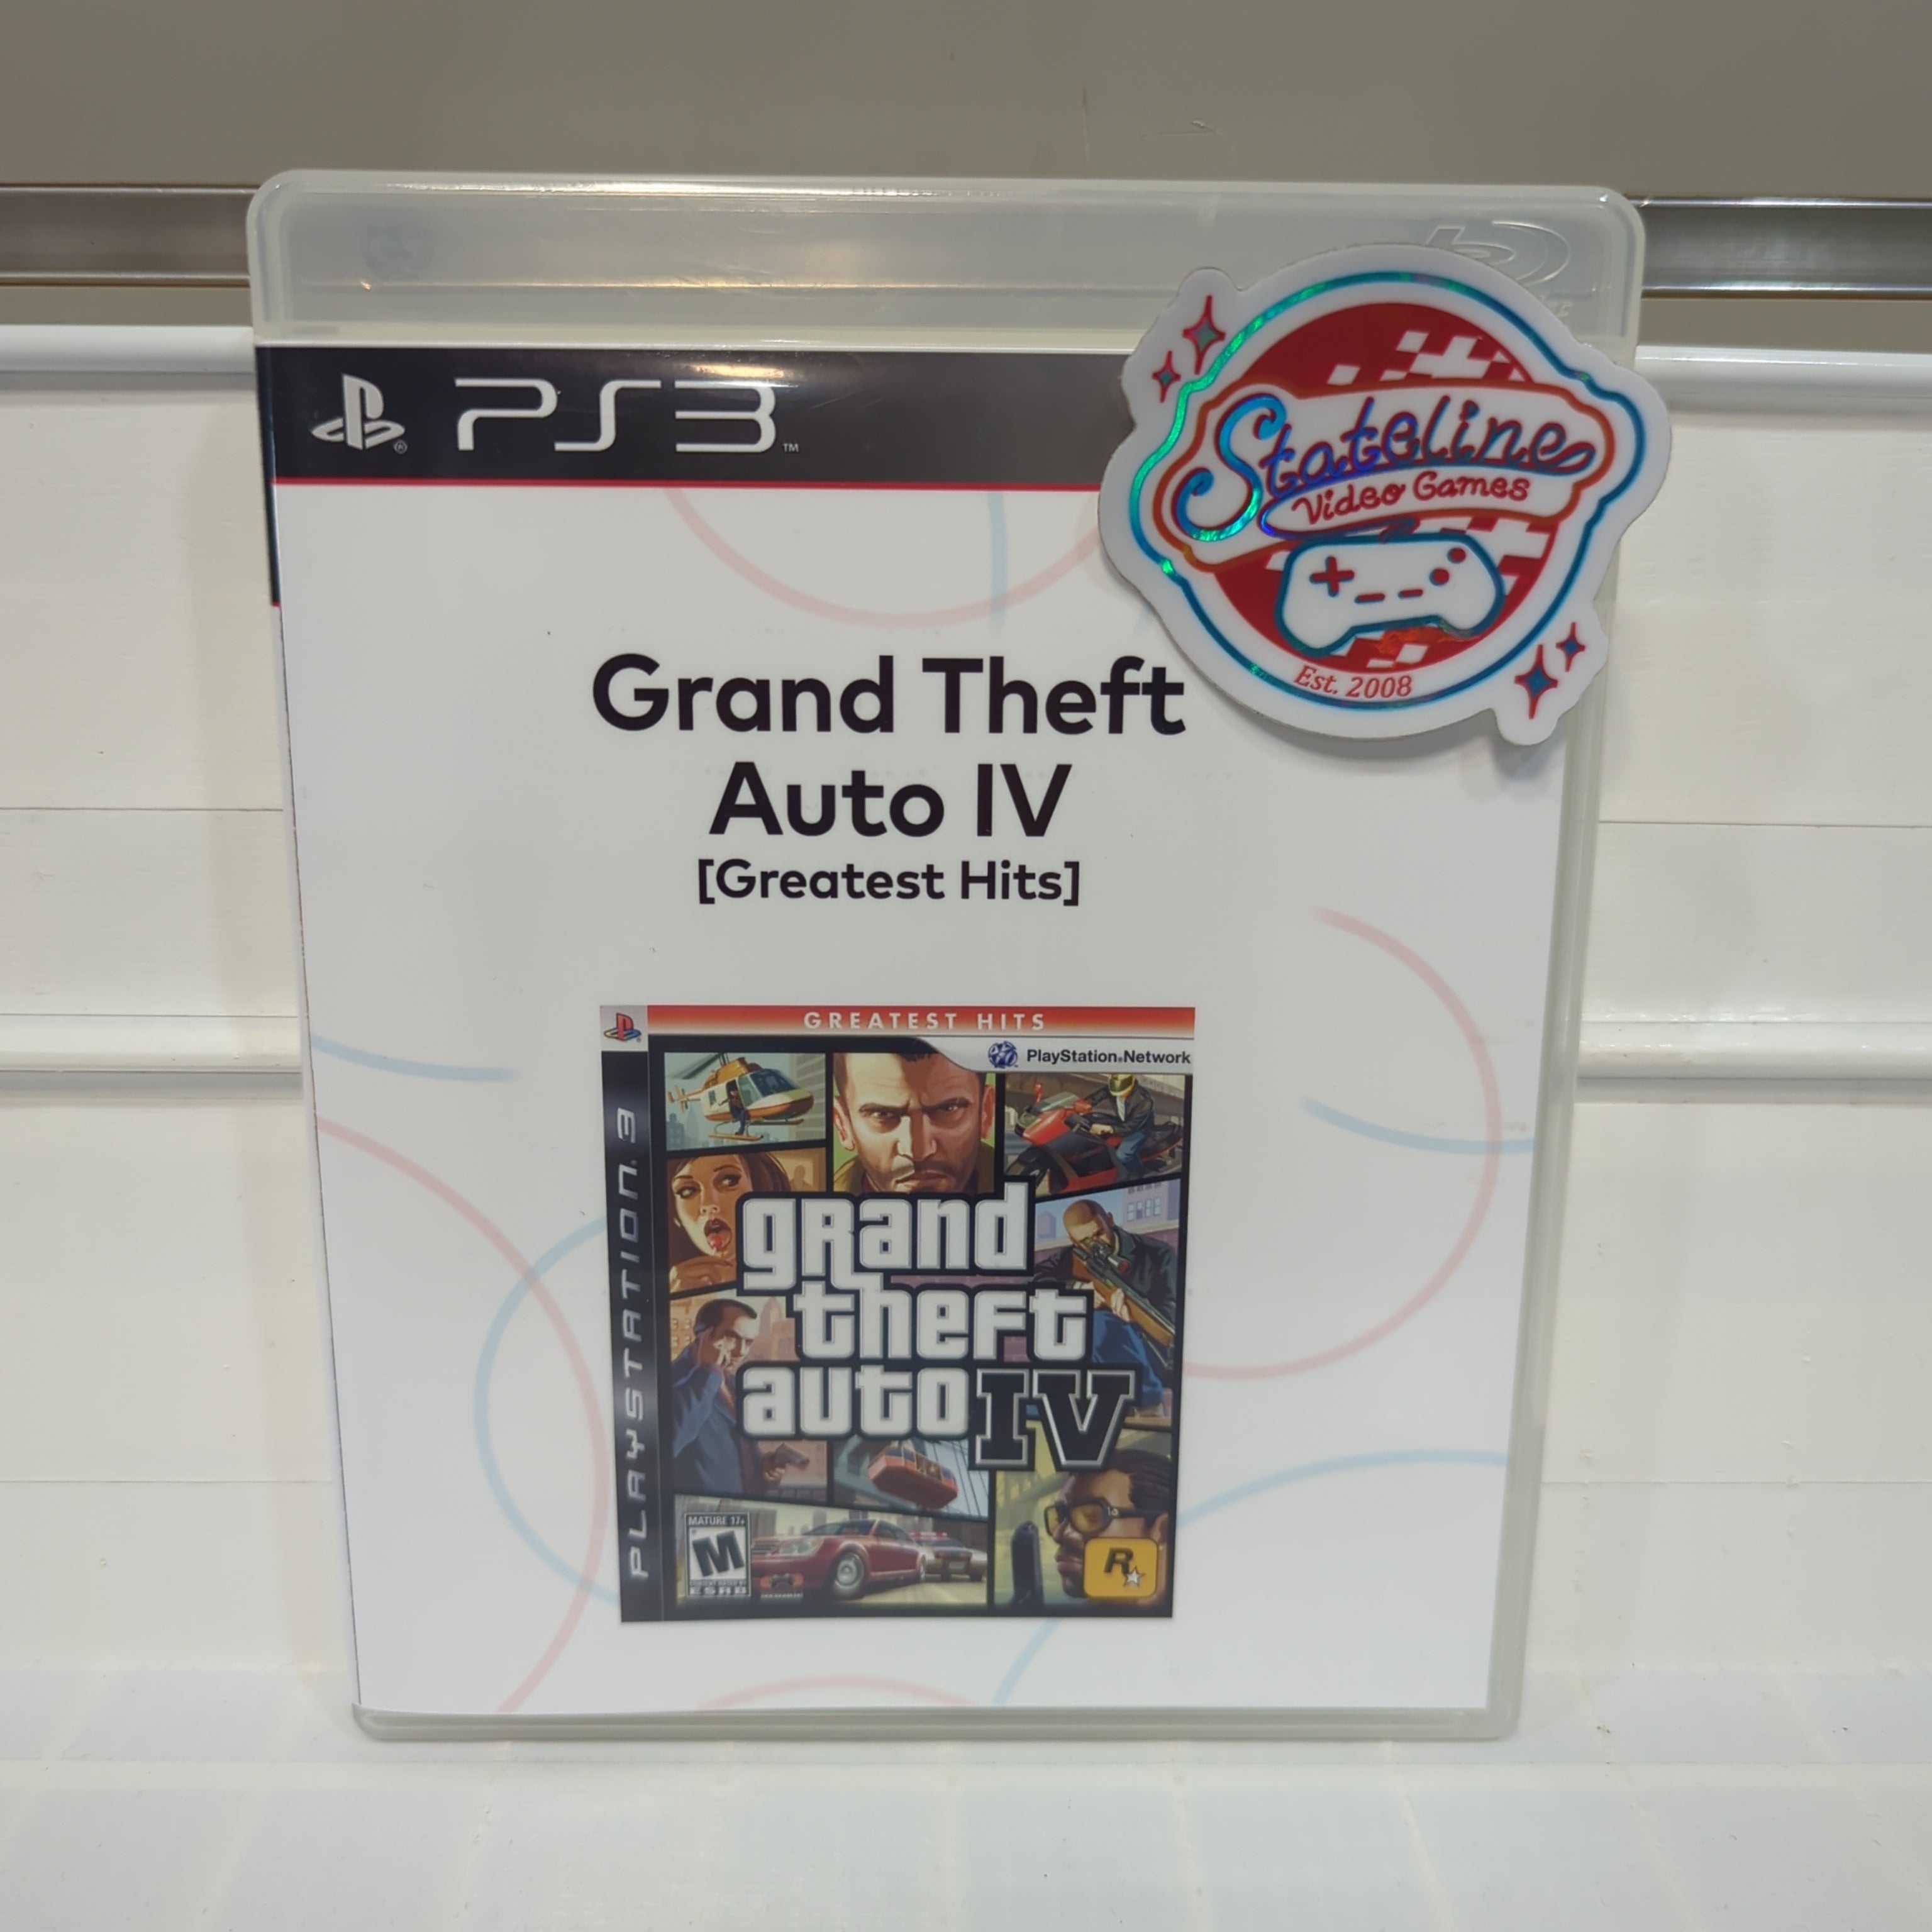 PS3™
Stateline
Video Games
Est. 2008
Grand Theft
Auto IV
[Greatest Hits]
GREATEST HITS
PlayStation®Network
PLAYSTATION®3
grand
theft
auto IV
MATURE 17+
M
ESRB
R